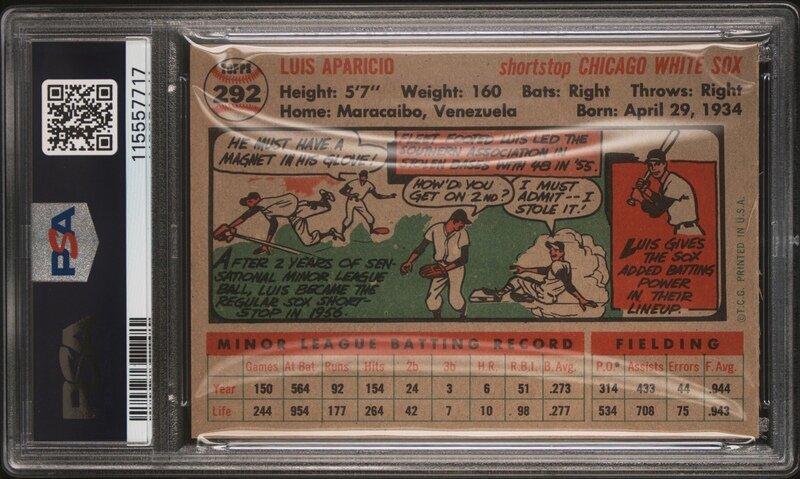 115557717
PSA
PSA
TOPPS
292
LUIS APARICIO
shortstop CHICAGO WHITE SOX
Height: 5'7" Weight: 160 Bats: Right Throws: Right
Home: Maracaibo, Venezuela Born: April 29, 1934
HE MUST HAVE A
MAGNET IN HIS GLOVE!
FLEET-FOOTED LUIS LED THE
SOUTHERN ASSOCIATION IN
STOLEN BASES WITH 48 IN '55.
HOW'D YOU
GET ON 2ND?
I MUST
ADMIT--I
STOLE IT!
AFTER 2 YEARS OF SEN-
SATIONAL MINOR LEAGUE
BALL, LUIS BECAME THE
REGULAR SOX SHORT-
STOP IN 1956.
LUIS GIVES
THE SOX
ADDED BATTING
POWER
IN THEIR
LINEUP.
©T.C.G. PRINTED IN U.S.A.
MINOR LEAGUE BATTING RECORD FIELDING
Games At Bat Runs Hits 2b 3b H.R. R.B.I. B.Avg. P.O. Assists Errors F. Avg.
Year 150 564 92 154 24 3 6 51 .273 314 433 44 .944
Life 244 954 177 264 42 7 10 98 .277 534 708 75 .943